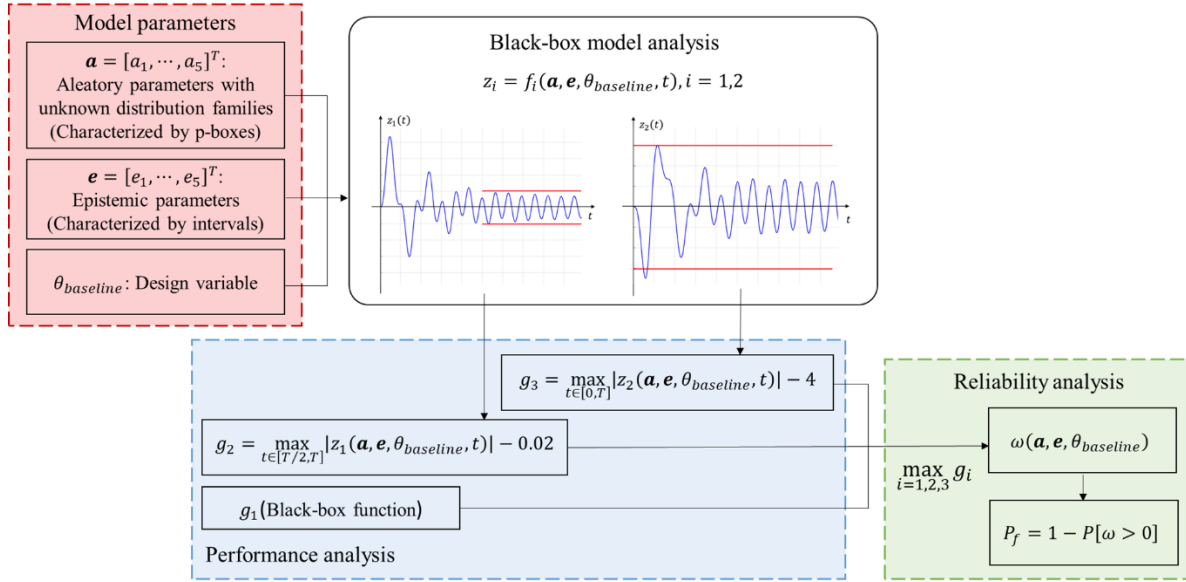 Model parameters
𝒂 = [a₁, ⋯, a₅]ᵀ:
Aleatory parameters with
unknown distribution families
(Characterized by p-boxes)
𝒆 = [e₁, ⋯, e₅]ᵀ:
Epistemic parameters
(Characterized by intervals)
θ_baseline: Design variable
Black-box model analysis
z_i = f_i(𝒂, 𝒆, θ_baseline, t), i = 1,2
z₁(t)
t
z₂(t)
t
g₃ = max_{t∈[0,T]} |z₂(𝒂, 𝒆, θ_baseline, t)| − 4
g₂ = max_{t∈[T/2,T]} |z₁(𝒂, 𝒆, θ_baseline, t)| − 0.02
g₁(Black-box function)
Performance analysis
Reliability analysis
max_{i=1,2,3} g_i
ω(𝒂, 𝒆, θ_baseline)
P_f = 1 − P[ω > 0]